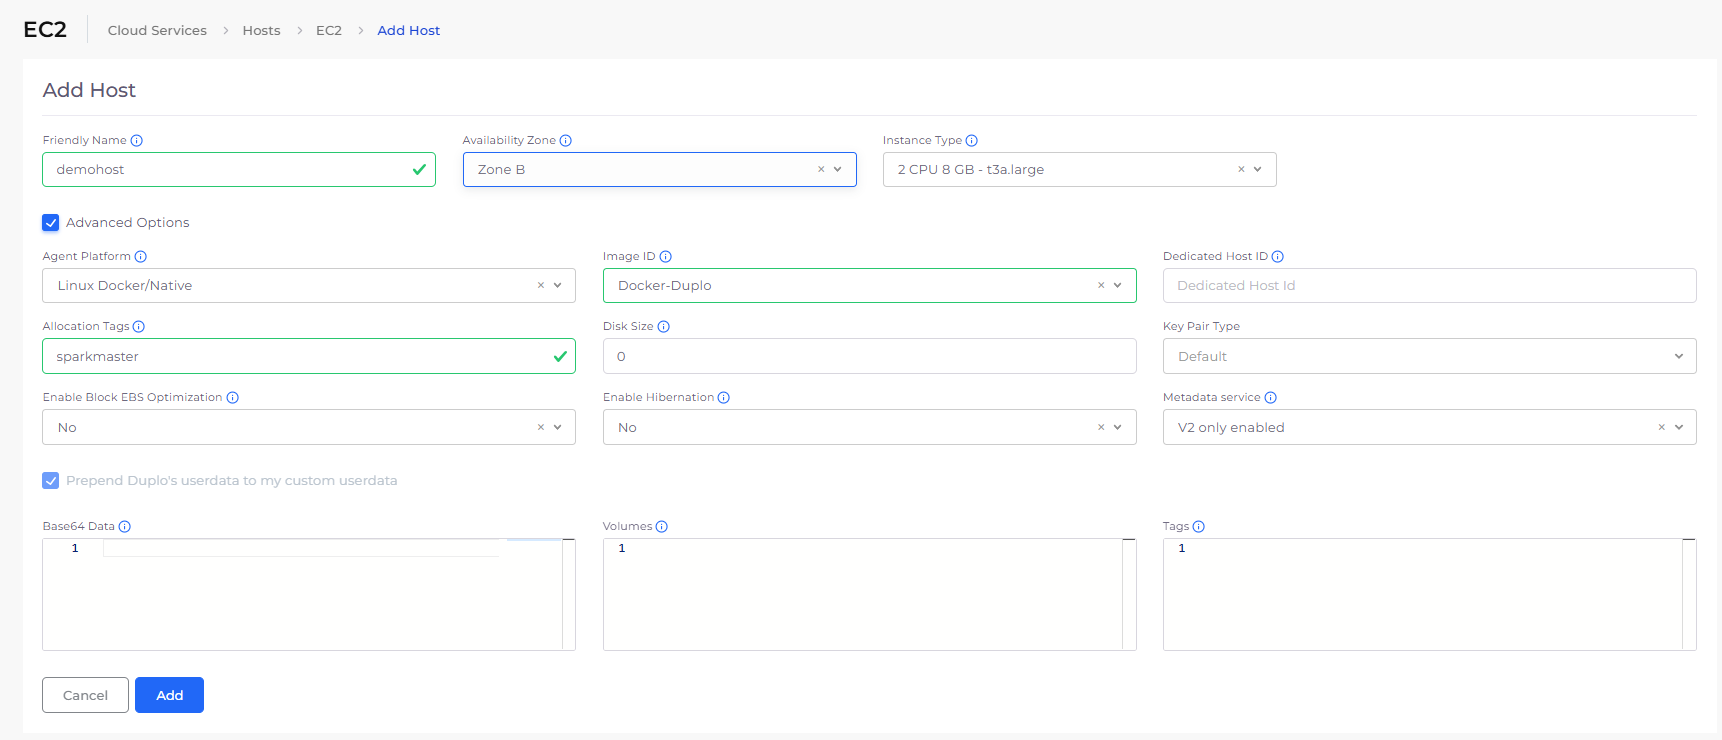 EC2 Cloud Services > Hosts > EC2 > Add Host
Add Host
Friendly Name Availability Zone Instance Type
demohost Zone B 2 CPU 8 GB - t3a.large
Advanced Options
Agent Platform Image ID Dedicated Host ID
Linux Docker/Native Docker-Duplo Dedicated Host Id
Allocation Tags Disk Size Key Pair Type
sparkmaster 0 Default
Enable Block EBS Optimization Enable Hibernation Metadata service
No No V2 only enabled
Prepend Duplo's userdata to my custom userdata
Base64 Data Volumes Tags
1 1 1
Cancel Add